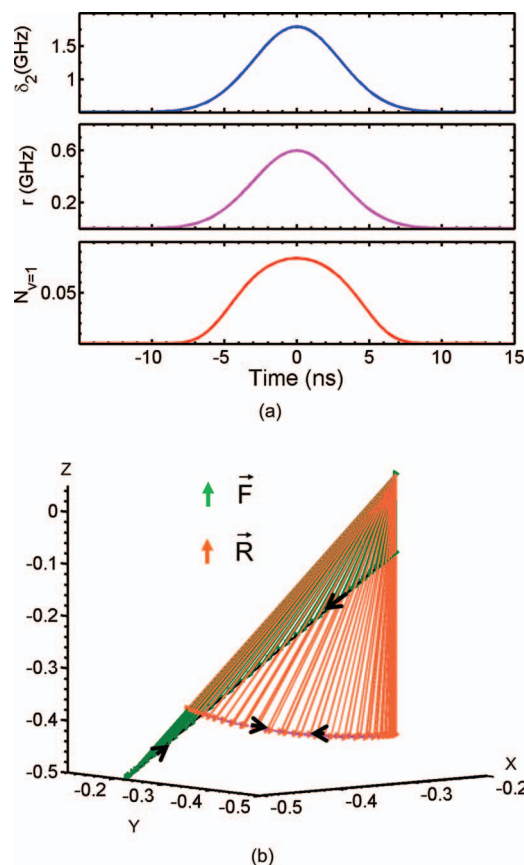 δ₂(GHz)
1.5
1
r (GHz)
0.6
0.2
N_{v=1}
0.05
-10 -5 0 5 10 15
Time (ns)
(a)
Z
0
-0.1
-0.2
-0.3
-0.4
-0.5
F
R
X
-0.2 -0.3 -0.4 -0.5
-0.5 -0.4 -0.3 -0.2
Y
(b)